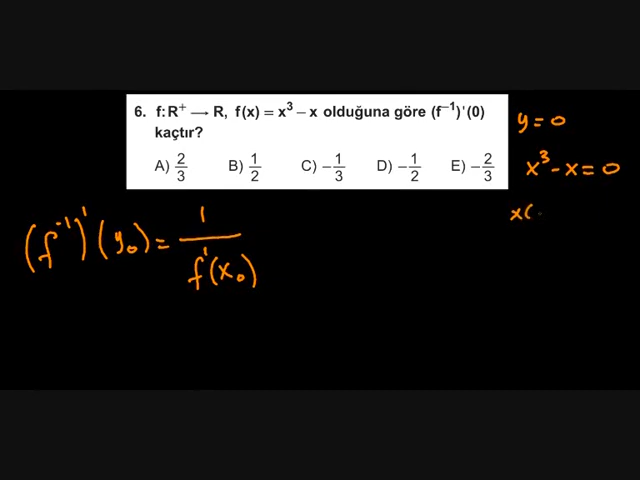 6. f: R⁺ → R, f(x) = x³ – x olduğuna göre (f⁻¹)'(0)
kaçtır?
A) 2/3 B) 1/2 C) –1/3 D) –1/2 E) –2/3
y = 0
x³ - x = 0
x(
(f⁻¹)'(y₀) = 1/f'(x₀)